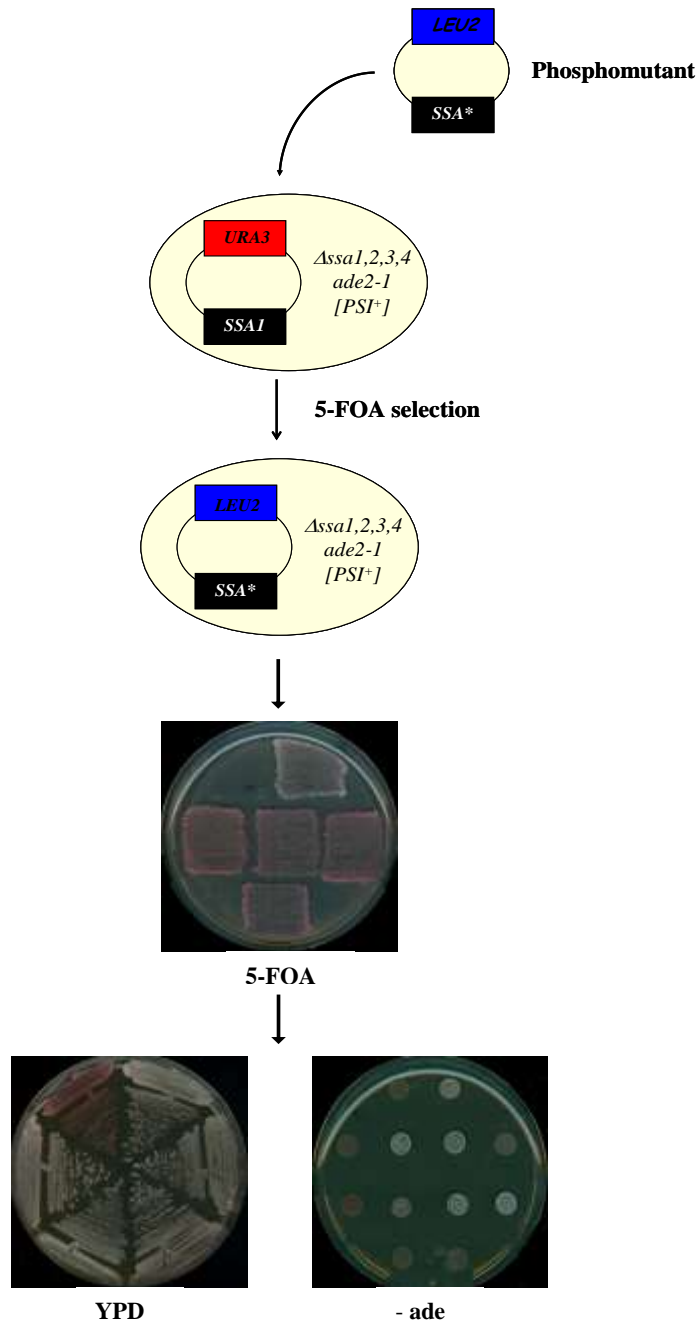 LEU2
Phosphomutant
SSA*
URA3
Δssa1,2,3,4
ade2-1
[PSI⁺]
SSA1
5-FOA selection
LEU2
Δssa1,2,3,4
ade2-1
[PSI⁺]
SSA*
5-FOA
YPD
- ade